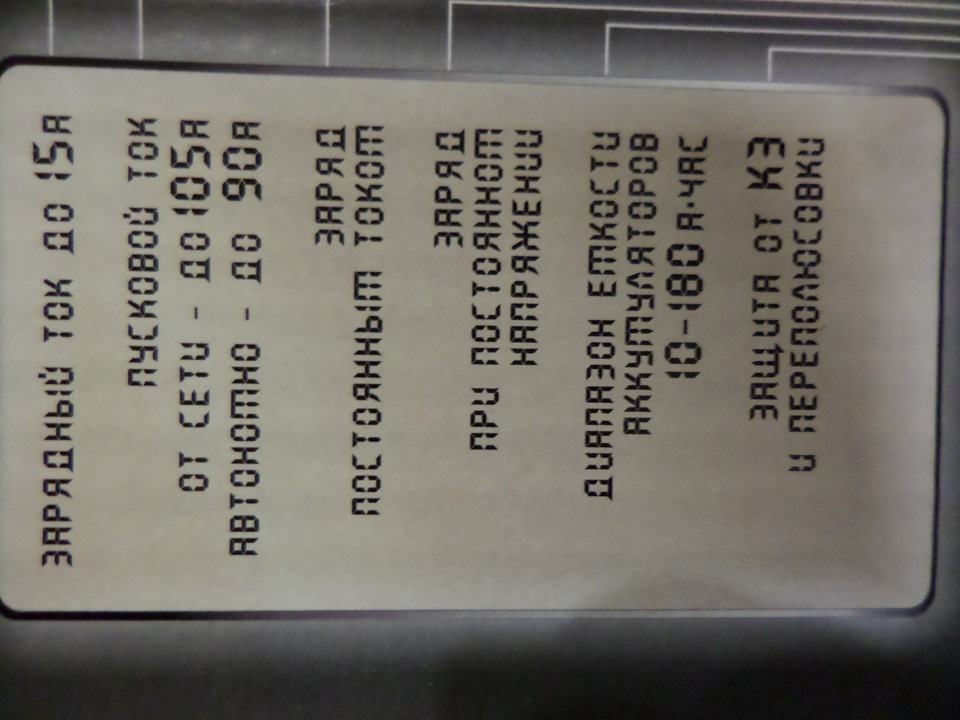 ЗАРЯДНЫЙ ТОК ДО 15А
ПУСКОВОЙ ТОК
ОТ СЕТИ - ДО 105А
АВТОНОМНО - ДО 90А
ЗАРЯД
ПОСТОЯННЫМ ТОКОМ
ЗАРЯД
ПРИ ПОСТОЯННОМ
НАПРЯЖЕНИИ
ДИАПАЗОН ЕМКОСТИ
АККУМУЛЯТОРОВ
10-180 А·ЧАС
ЗАЩИТА ОТ КЗ
И ПЕРЕПОЛЮСОВКИ